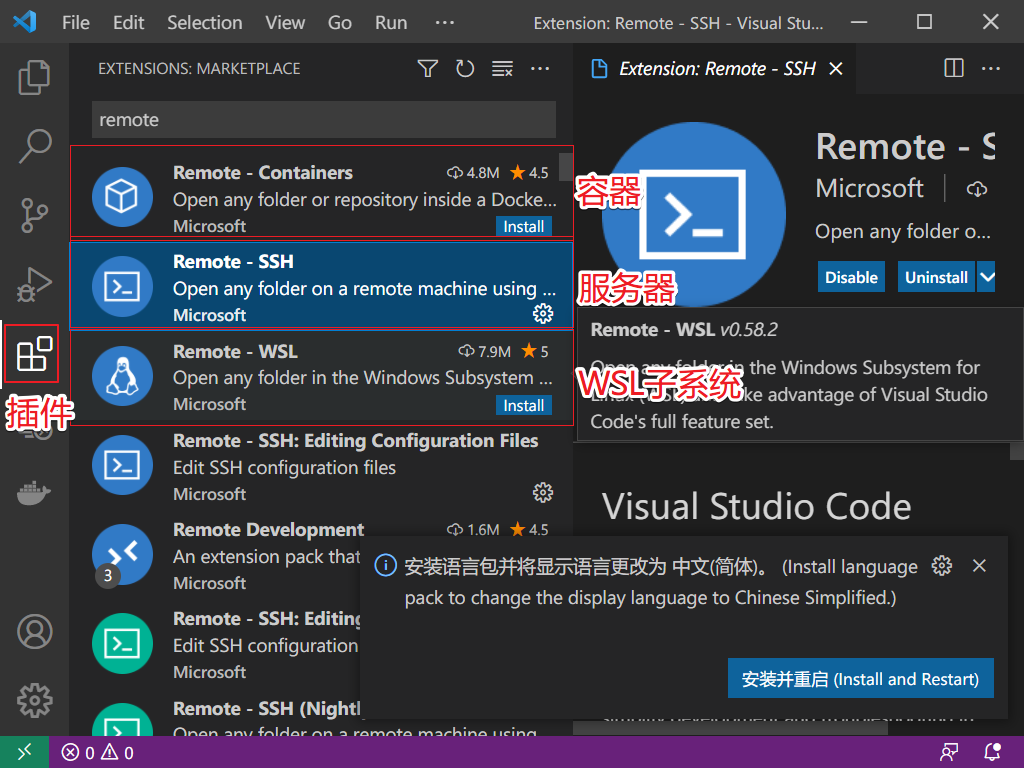 File Edit Selection View Go Run ··· Extension: Remote - SSH - Visual Stu...
EXTENSIONS: MARKETPLACE
remote
Remote - Containers 4.8M 4.5
Open any folder or repository inside a Docke...
Microsoft Install
Remote - SSH
Open any folder on a remote machine using ...
Microsoft
Remote - WSL 7.9M 5
Open any folder in the Windows Subsystem ...
Microsoft Install
Remote - SSH: Editing Configuration Files
Edit SSH configuration files
Microsoft
Remote Development 1.6M 4.5
An extension pack that
Microsoft
3
Remote - SSH: Editing
Edit SSH configuration
Microsoft
Remote - SSH (Nightl
Open any folder on a remote machine using
插件
容器
服务器
WSL子系统
Extension: Remote - SSH
Remote - S
Microsoft
Open any folder o...
Disable Uninstall
Remote - WSL v0.58.2
Open any folder in the Windows Subsystem for
Linux take advantage of Visual Studio
Code's full feature set.
Visual Studio Code
安装语言包并将显示语言更改为 中文(简体)。 (Install language
pack to change the display language to Chinese Simplified.)
安装并重启 (Install and Restart)
0 0